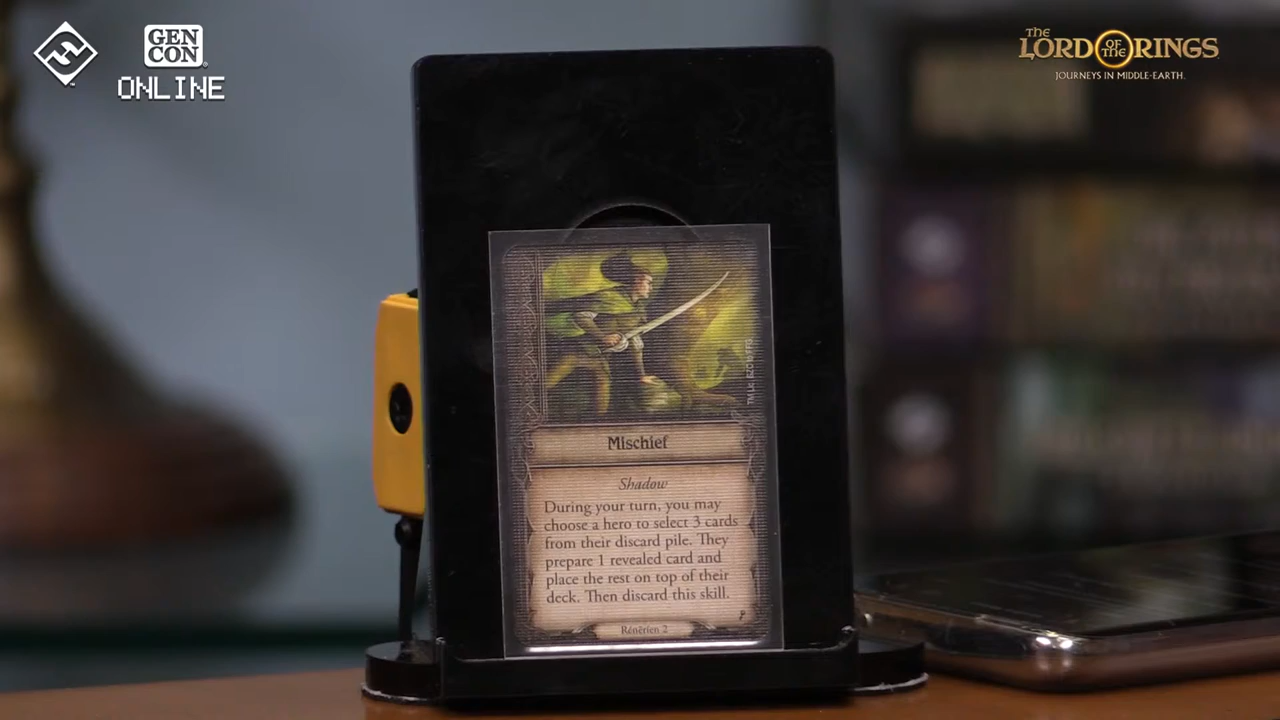 GEN
CON
ONLINE
THE
LORD OF THE RINGS
JOURNEYS IN MIDDLE-EARTH
Mischief
Shadow
During your turn, you may
choose a hero to select 3 cards
from their discard pile. They
prepare 1 revealed card and
place the rest on top of their
deck. Then discard this skill.
Rénérien 2